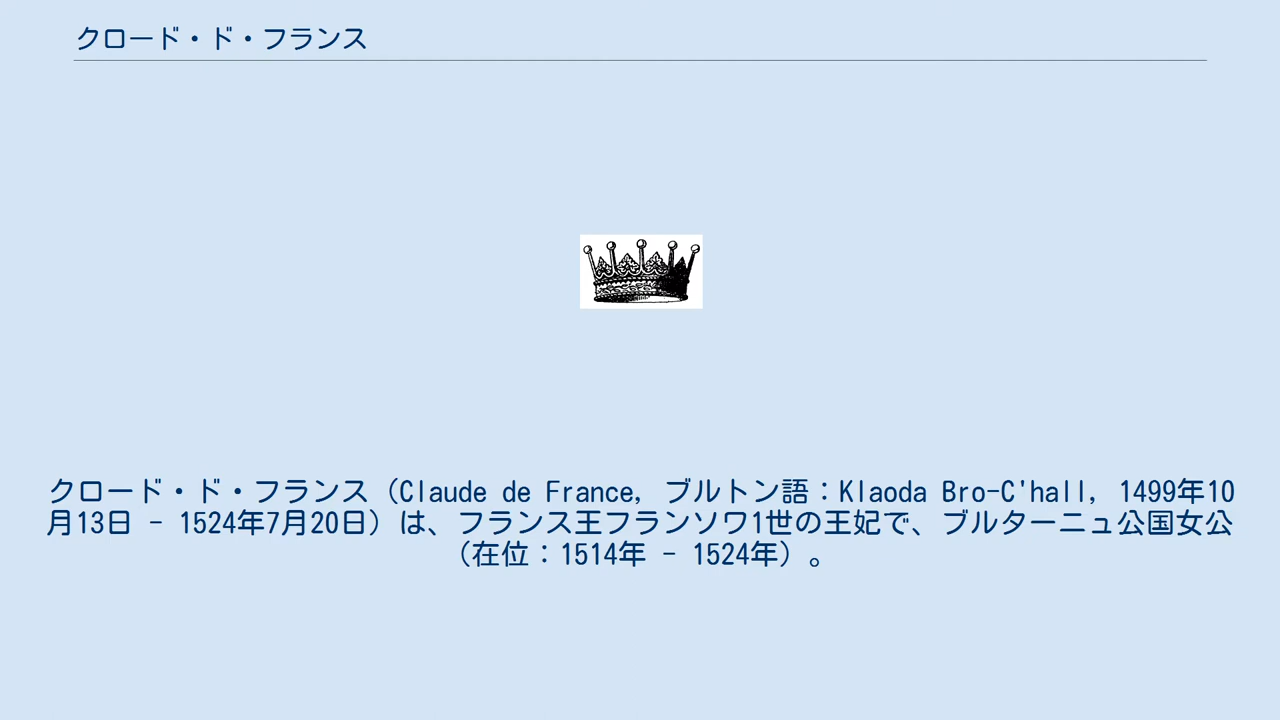 クロード・ド・フランス
クロード・ド・フランス（Claude de France, ブルトン語：Klaoda Bro-C'hall, 1499年10
月13日 - 1524年7月20日）は、フランス王フランソワ1世の王妃で、ブルターニュ公国女公
（在位：1514年 - 1524年）。